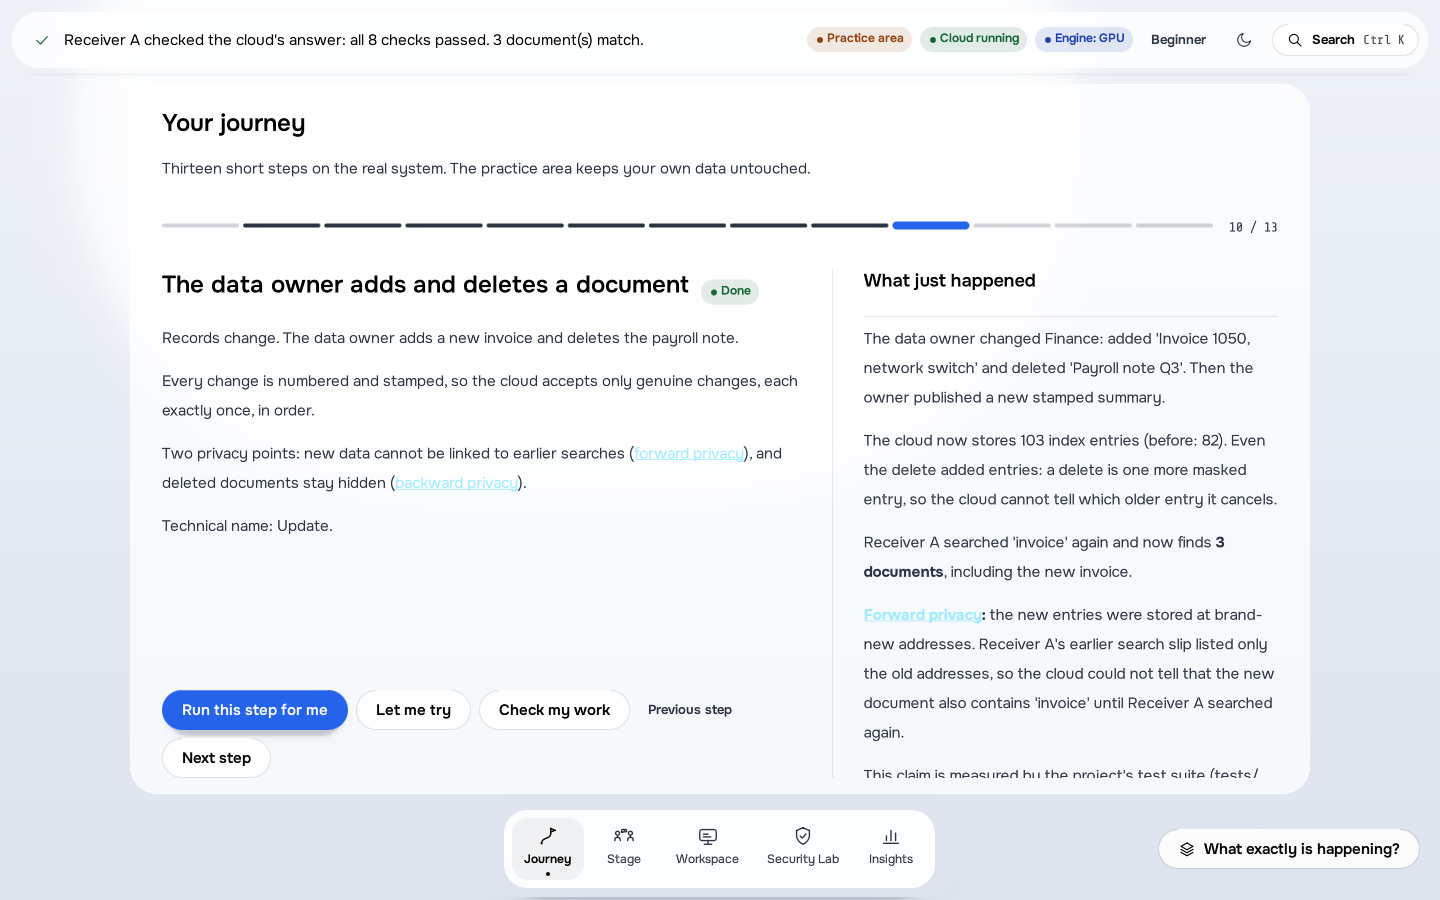 Receiver A checked the cloud's answer: all 8 checks passed. 3 document(s) match.
Practice area
Cloud running
Engine: GPU
Beginner
Search Ctrl K
Your journey
Thirteen short steps on the real system. The practice area keeps your own data untouched.
10 / 13
The data owner adds and deletes a document
Done
Records change. The data owner adds a new invoice and deletes the payroll note.
Every change is numbered and stamped, so the cloud accepts only genuine changes, each
exactly once, in order.
Two privacy points: new data cannot be linked to earlier searches (forward privacy), and
deleted documents stay hidden (backward privacy).
Technical name: Update.
Run this step for me
Let me try
Check my work
Previous step
Next step
What just happened
The data owner changed Finance: added 'Invoice 1050,
network switch' and deleted 'Payroll note Q3'. Then the
owner published a new stamped summary.
The cloud now stores 103 index entries (before: 82). Even
the delete added entries: a delete is one more masked
entry, so the cloud cannot tell which older entry it cancels.
Receiver A searched 'invoice' again and now finds 3
documents, including the new invoice.
Forward privacy: the new entries were stored at brand-
new addresses. Receiver A's earlier search slip listed only
the old addresses, so the cloud could not tell that the new
document also contains 'invoice' until Receiver A searched
again.
This claim is measured by the project's test suite (tests/
Journey
Stage
Workspace
Security Lab
Insights
What exactly is happening?